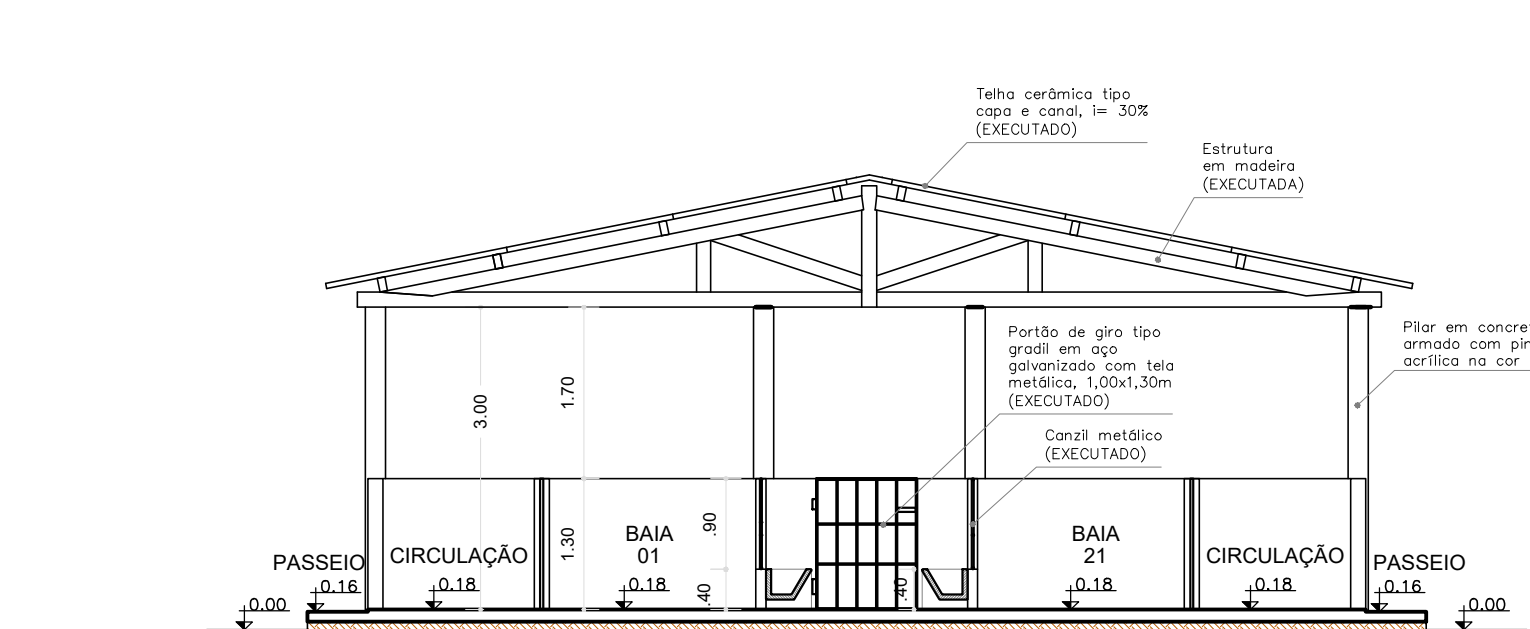 Telha cerâmica tipo
capa e canal, i= 30%
(EXECUTADO)
Estrutura
em madeira
(EXECUTADA)
Portão de giro tipo
gradil em aço
galvanizado com tela
metálica, 1,00x1,30m
(EXECUTADO)
Pilar em concre
armado com pin
acrílica na cor
Canzil metálico
(EXECUTADO)
3.00
1.70
1.30
.90
.40
.40
PASSEIO
0.16
0.00
CIRCULAÇÃO
0.18
BAIA
01
0.18
BAIA
21
0.18
CIRCULAÇÃO
0.18
PASSEIO
0.16
0.00